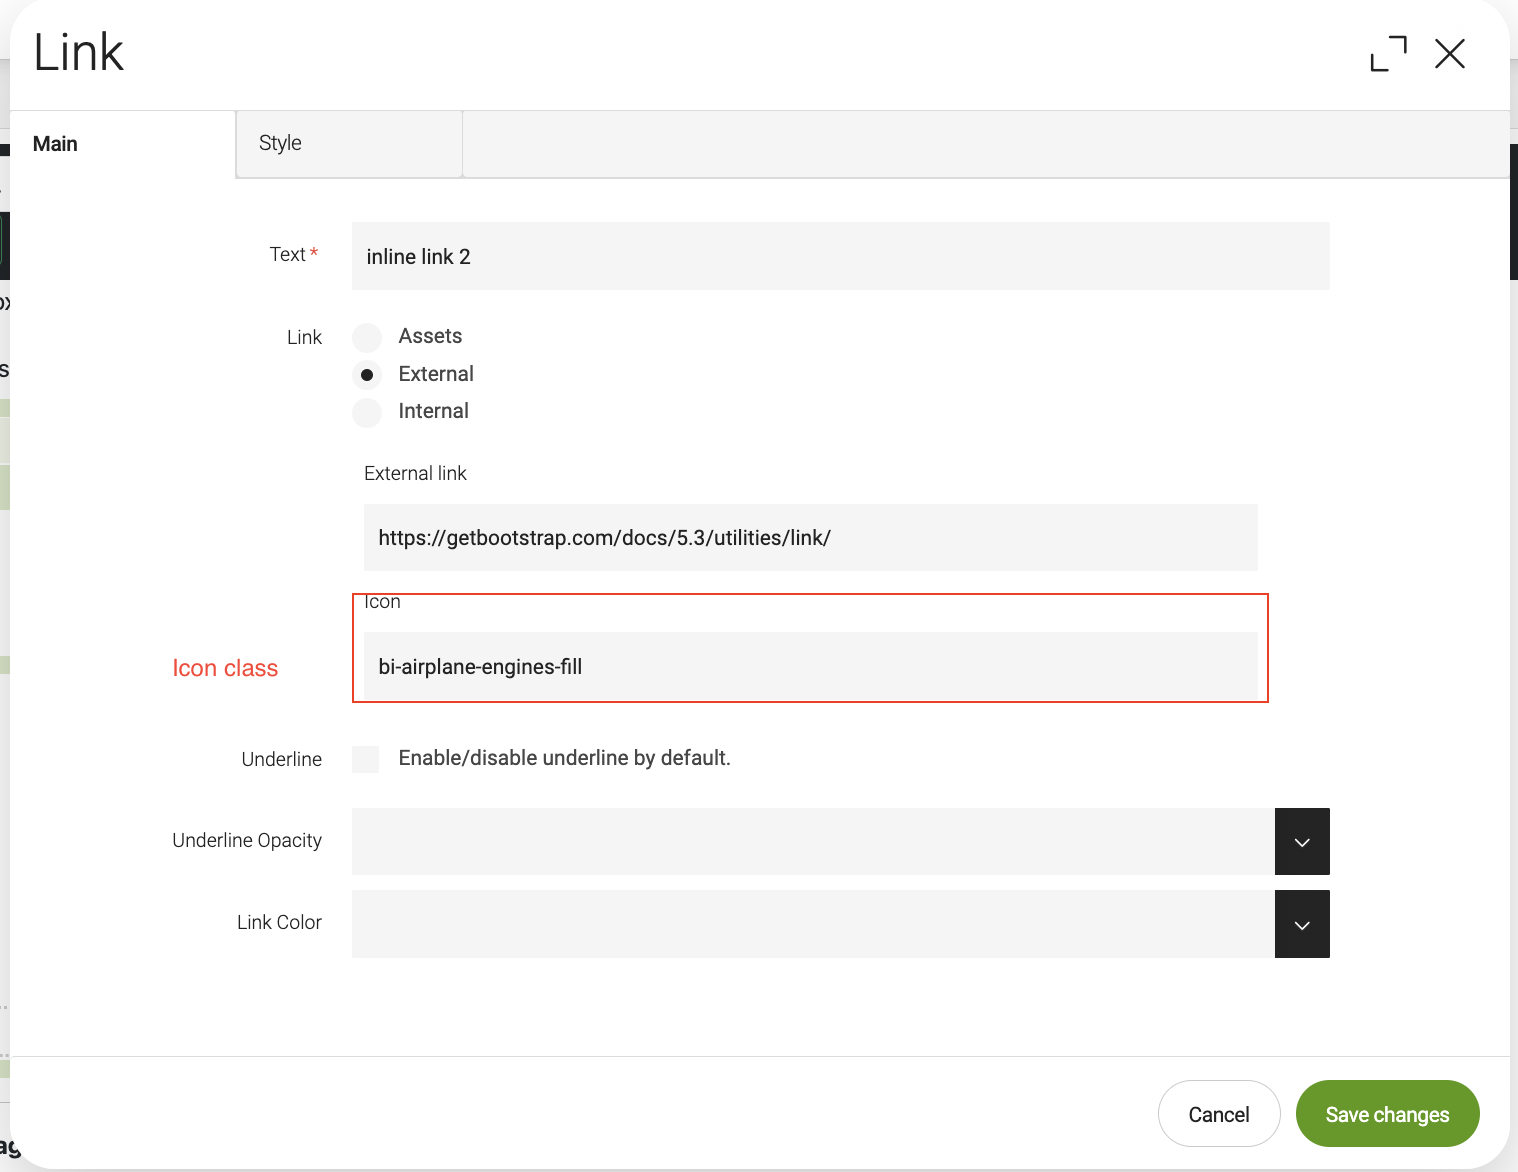 Link
Main
Style
Text *
inline link 2
Link
Assets
External
Internal
External link
https://getbootstrap.com/docs/5.3/utilities/link/
Icon
Icon class
bi-airplane-engines-fill
Underline
Enable/disable underline by default.
Underline Opacity
Link Color
Cancel
Save changes